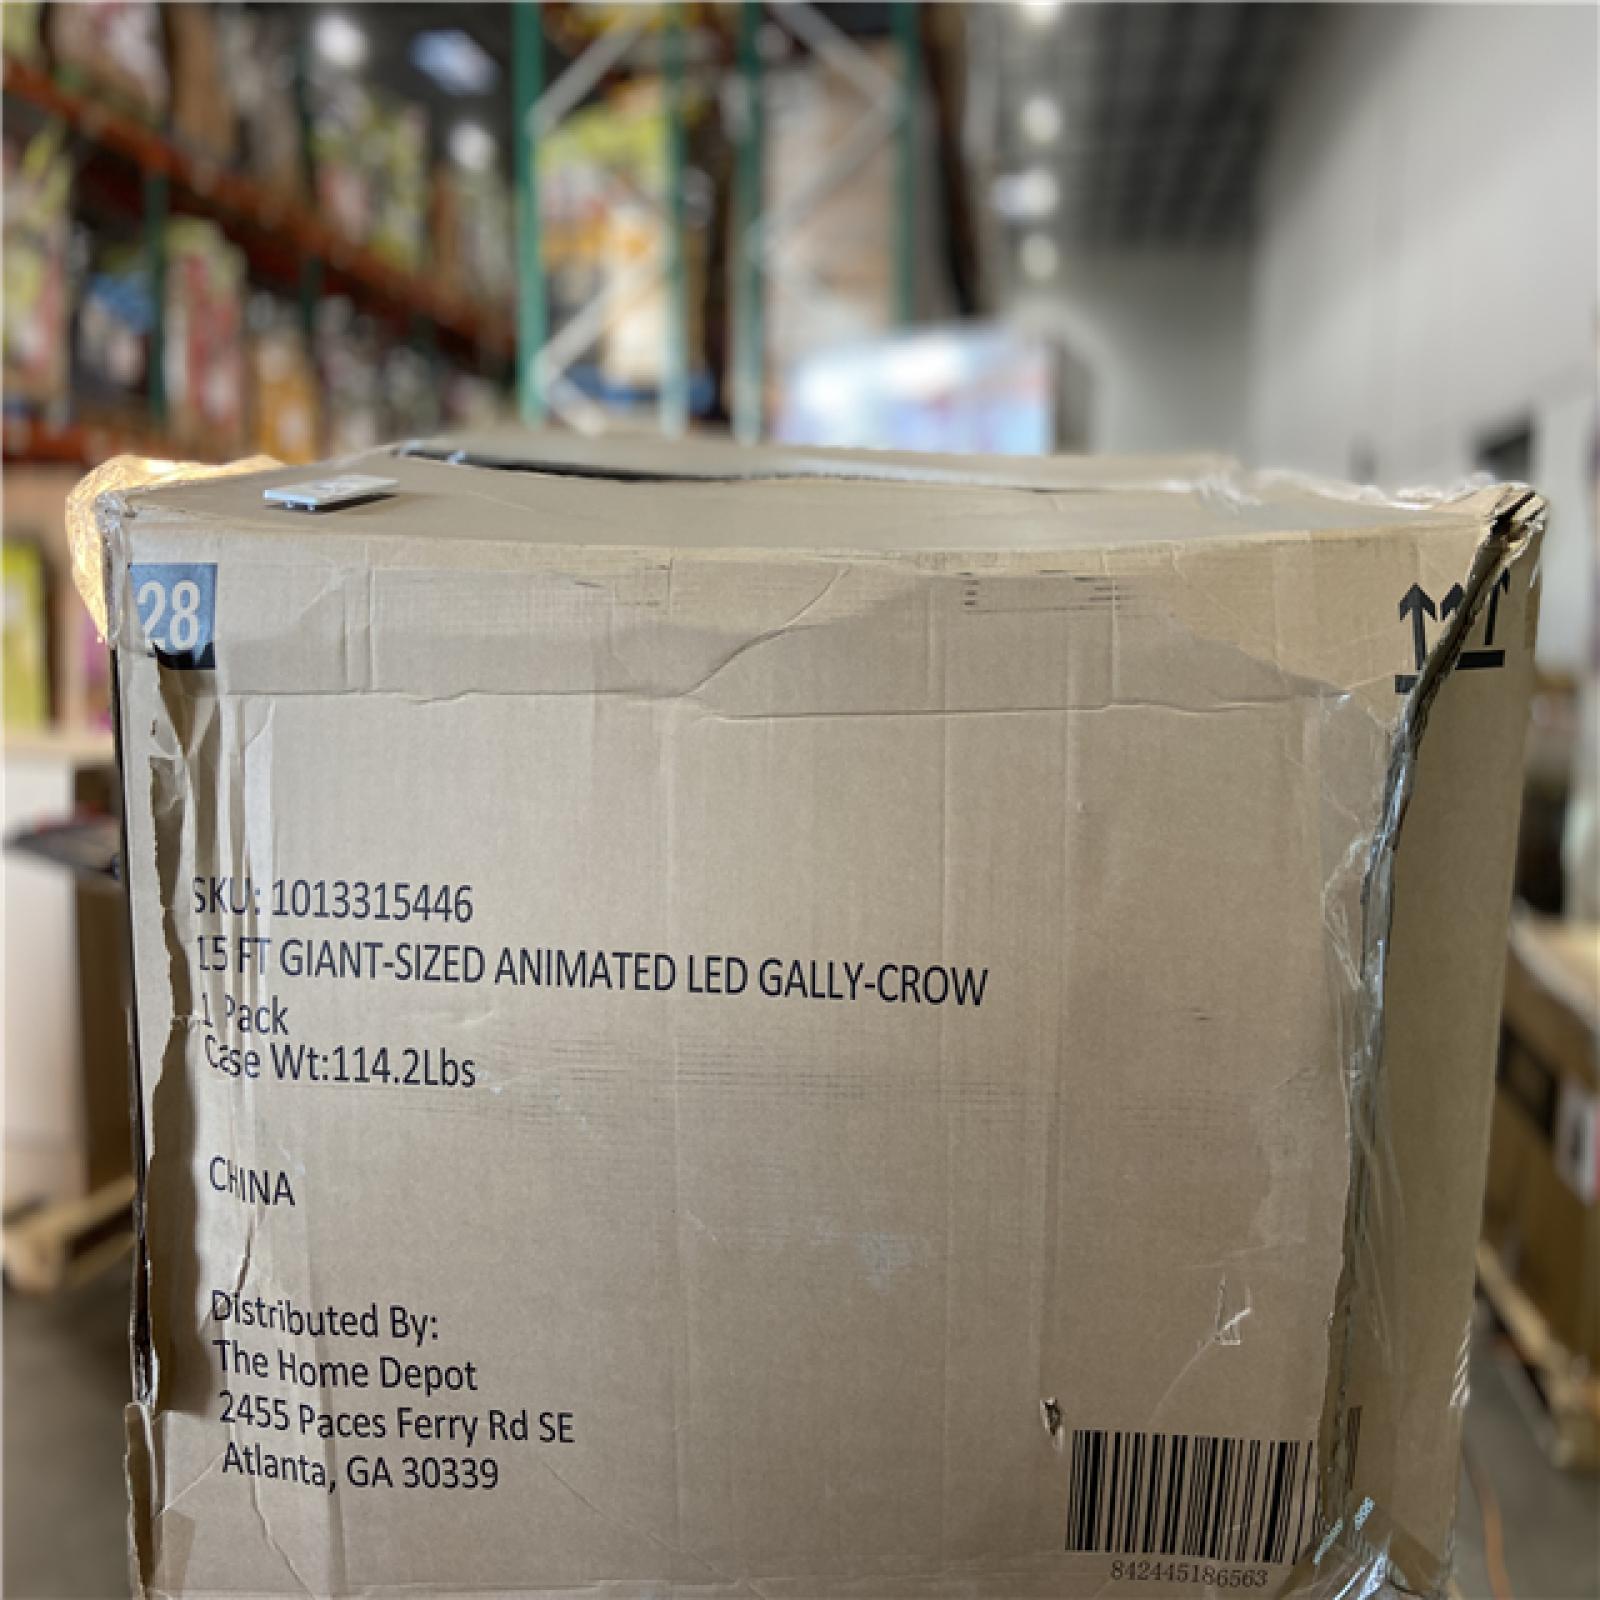 28
SKU: 1013315446
15 FT GIANT-SIZED ANIMATED LED GALLY-CROW
1 Pack
Case Wt:114.2Lbs
CHINA
Distributed By:
The Home Depot
2455 Paces Ferry Rd SE
Atlanta, GA 30339
842445186563